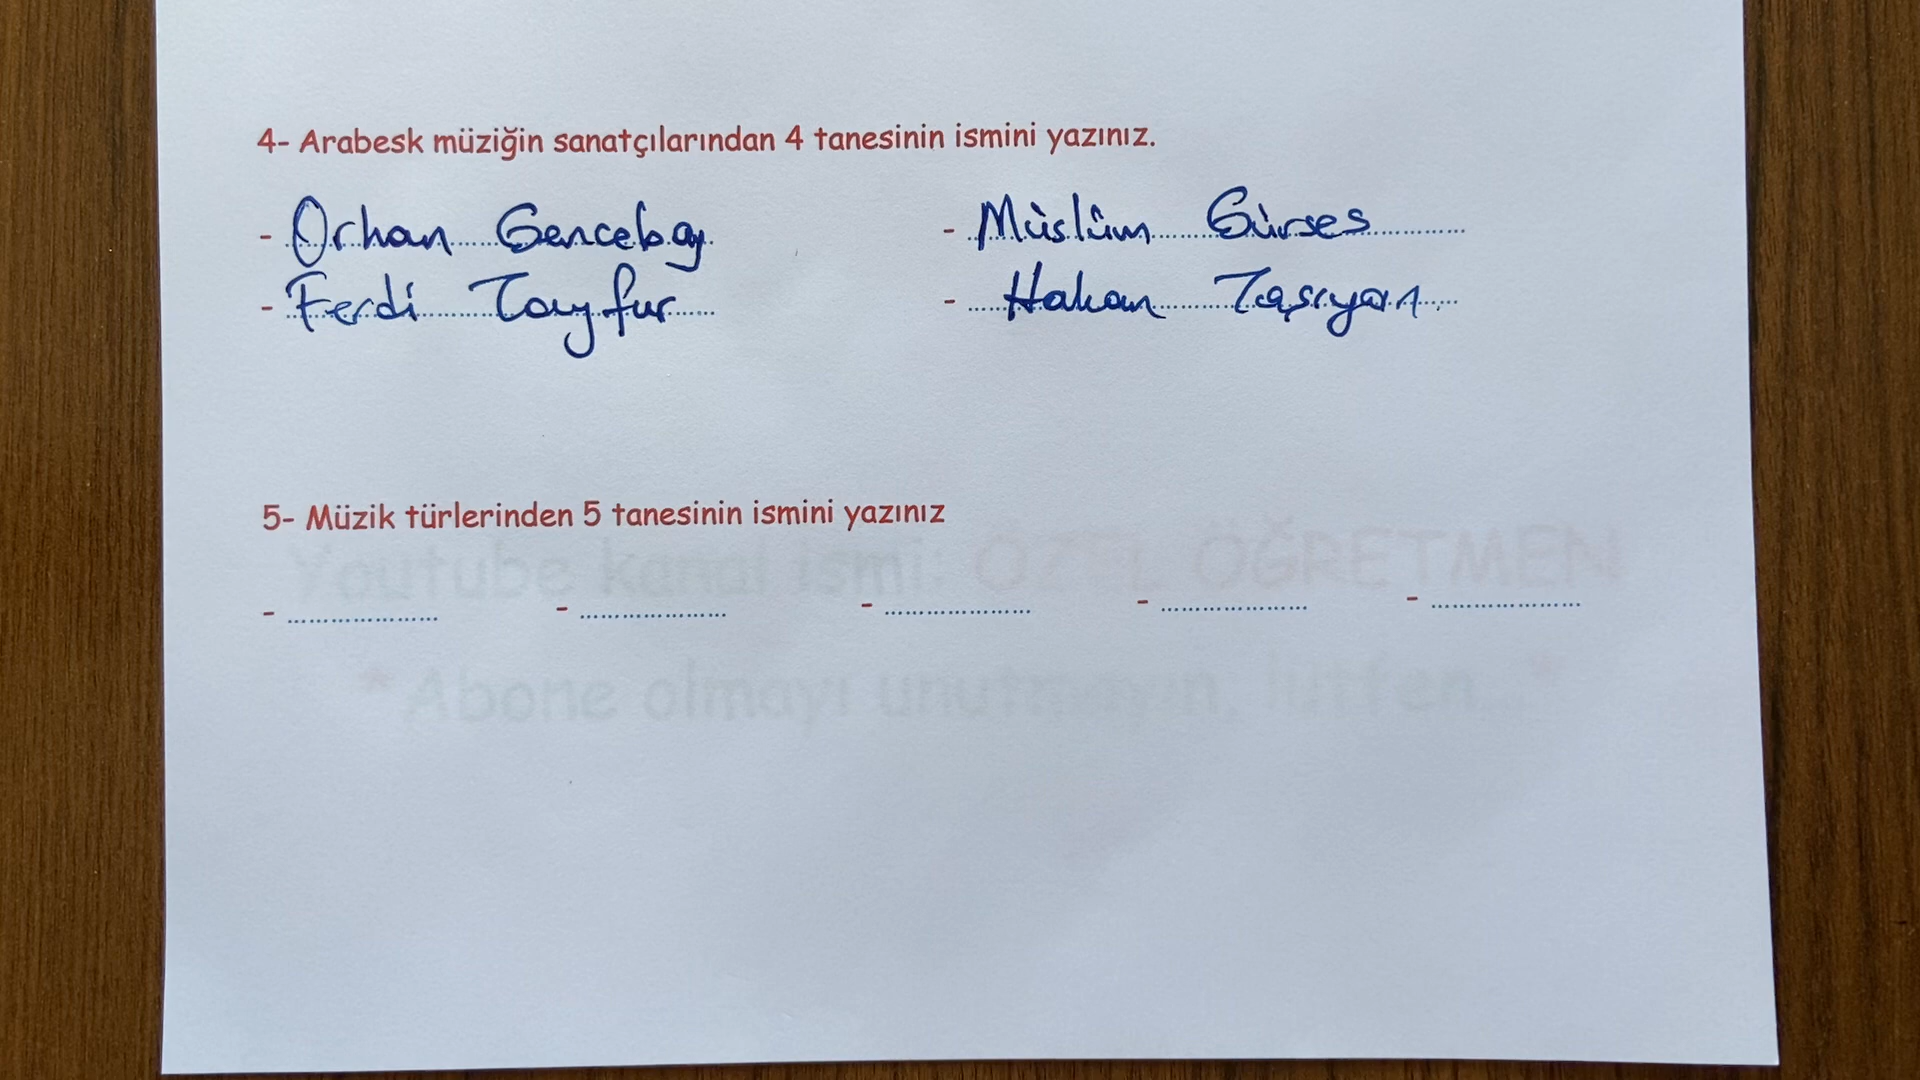 4- Arabesk müziğin sanatçılarından 4 tanesinin ismini yazınız.
- Orhan Gencebay - Müslüm Gürses
- Ferdi Tayfur - Hakan Taşıyan
5- Müzik türlerinden 5 tanesinin ismini yazınız
Youtube kanal ismi: ÖZEL ÖĞRETMEN
- .................... - .................... - .................... - .................... - ....................
* Abone olmayı unutmayın, lütfen... *